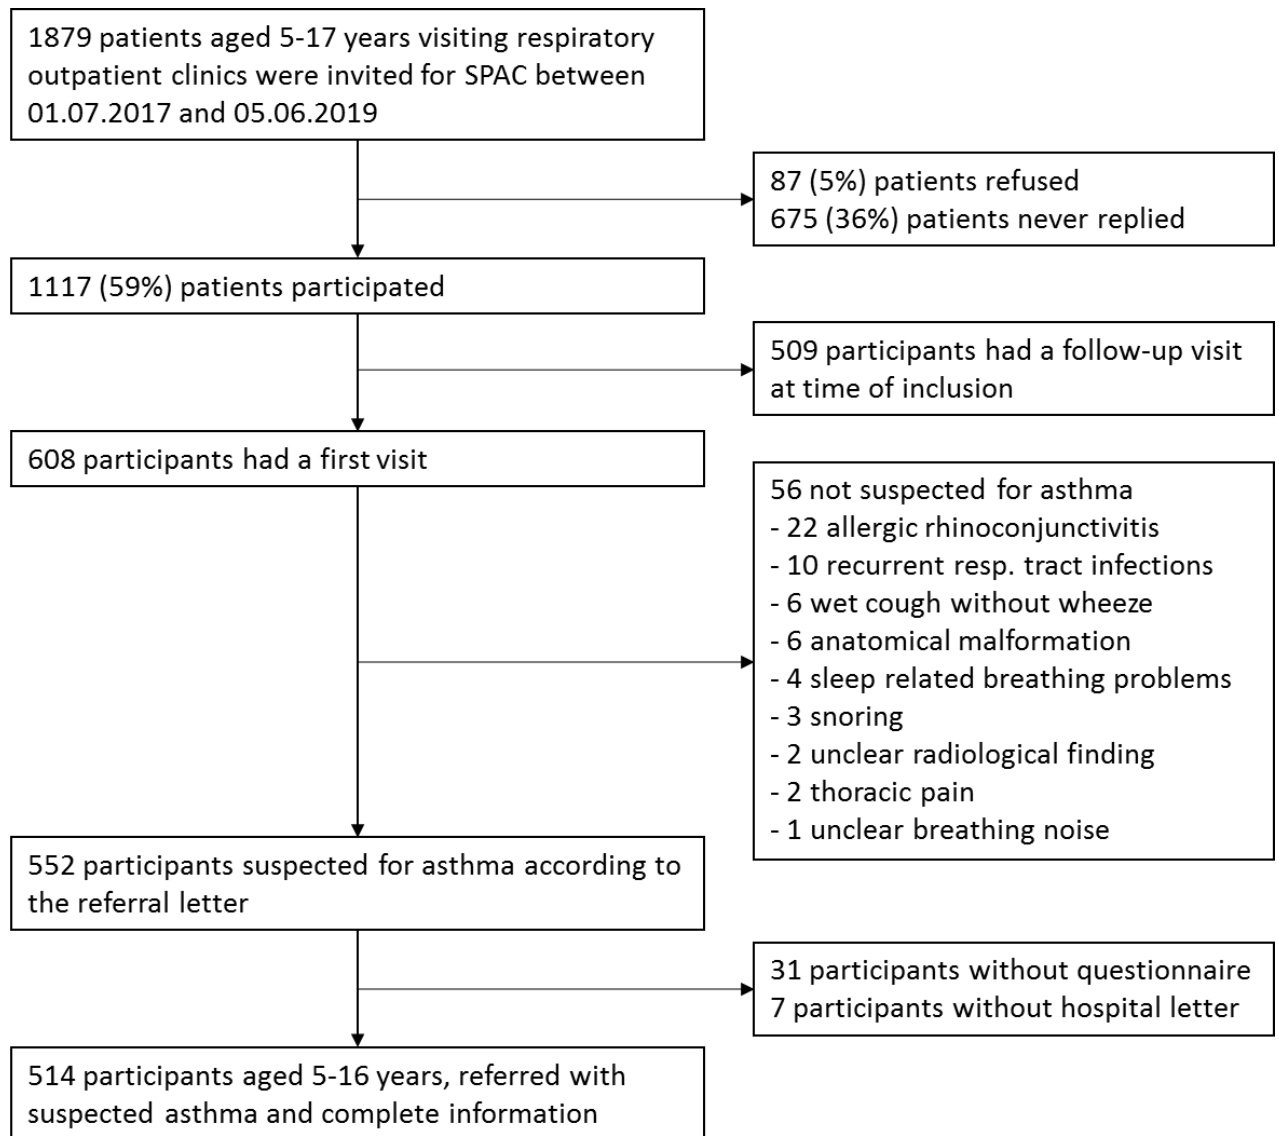 1879 patients aged 5-17 years visiting respiratory
outpatient clinics were invited for SPAC between
01.07.2017 and 05.06.2019
87 (5%) patients refused
675 (36%) patients never replied
1117 (59%) patients participated
509 participants had a follow-up visit
at time of inclusion
608 participants had a first visit
56 not suspected for asthma
- 22 allergic rhinoconjunctivitis
- 10 recurrent resp. tract infections
- 6 wet cough without wheeze
- 6 anatomical malformation
- 4 sleep related breathing problems
- 3 snoring
- 2 unclear radiological finding
- 2 thoracic pain
- 1 unclear breathing noise
552 participants suspected for asthma according to
the referral letter
31 participants without questionnaire
7 participants without hospital letter
514 participants aged 5-16 years, referred with
suspected asthma and complete information